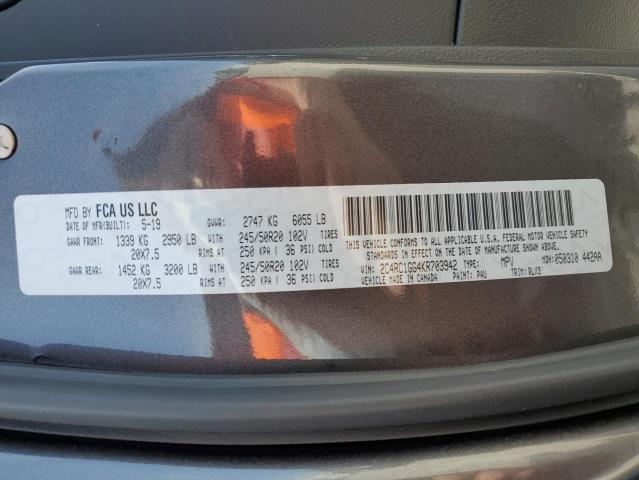 MFD BY FCA US LLC
DATE OF MFR(BUILT): 5-19 GVWR: 2747 KG 6055 LB
GAWR FRONT: 1339 KG 2950 LB WITH 245/50R20 102V TIRES
20X7.5 RIMS AT 250 KPA ( 36 PSI) COLD
GAWR REAR: 1452 KG 3200 LB WITH 245/50R20 102V TIRES
20X7.5 RIMS AT 250 KPA ( 36 PSI) COLD
THIS VEHICLE CONFORMS TO ALL APPLICABLE U.S.A. FEDERAL MOTOR VEHICLE SAFETY
STANDARDS IN EFFECT ON THE DATE OF MANUFACTURE SHOWN ABOVE.
VIN: 2C4RC1GG4KR703942 TYPE: MPV MDH: 050310 442AA
VEHICLE MADE IN CANADA PAINT: PAU TRIM: RLX9